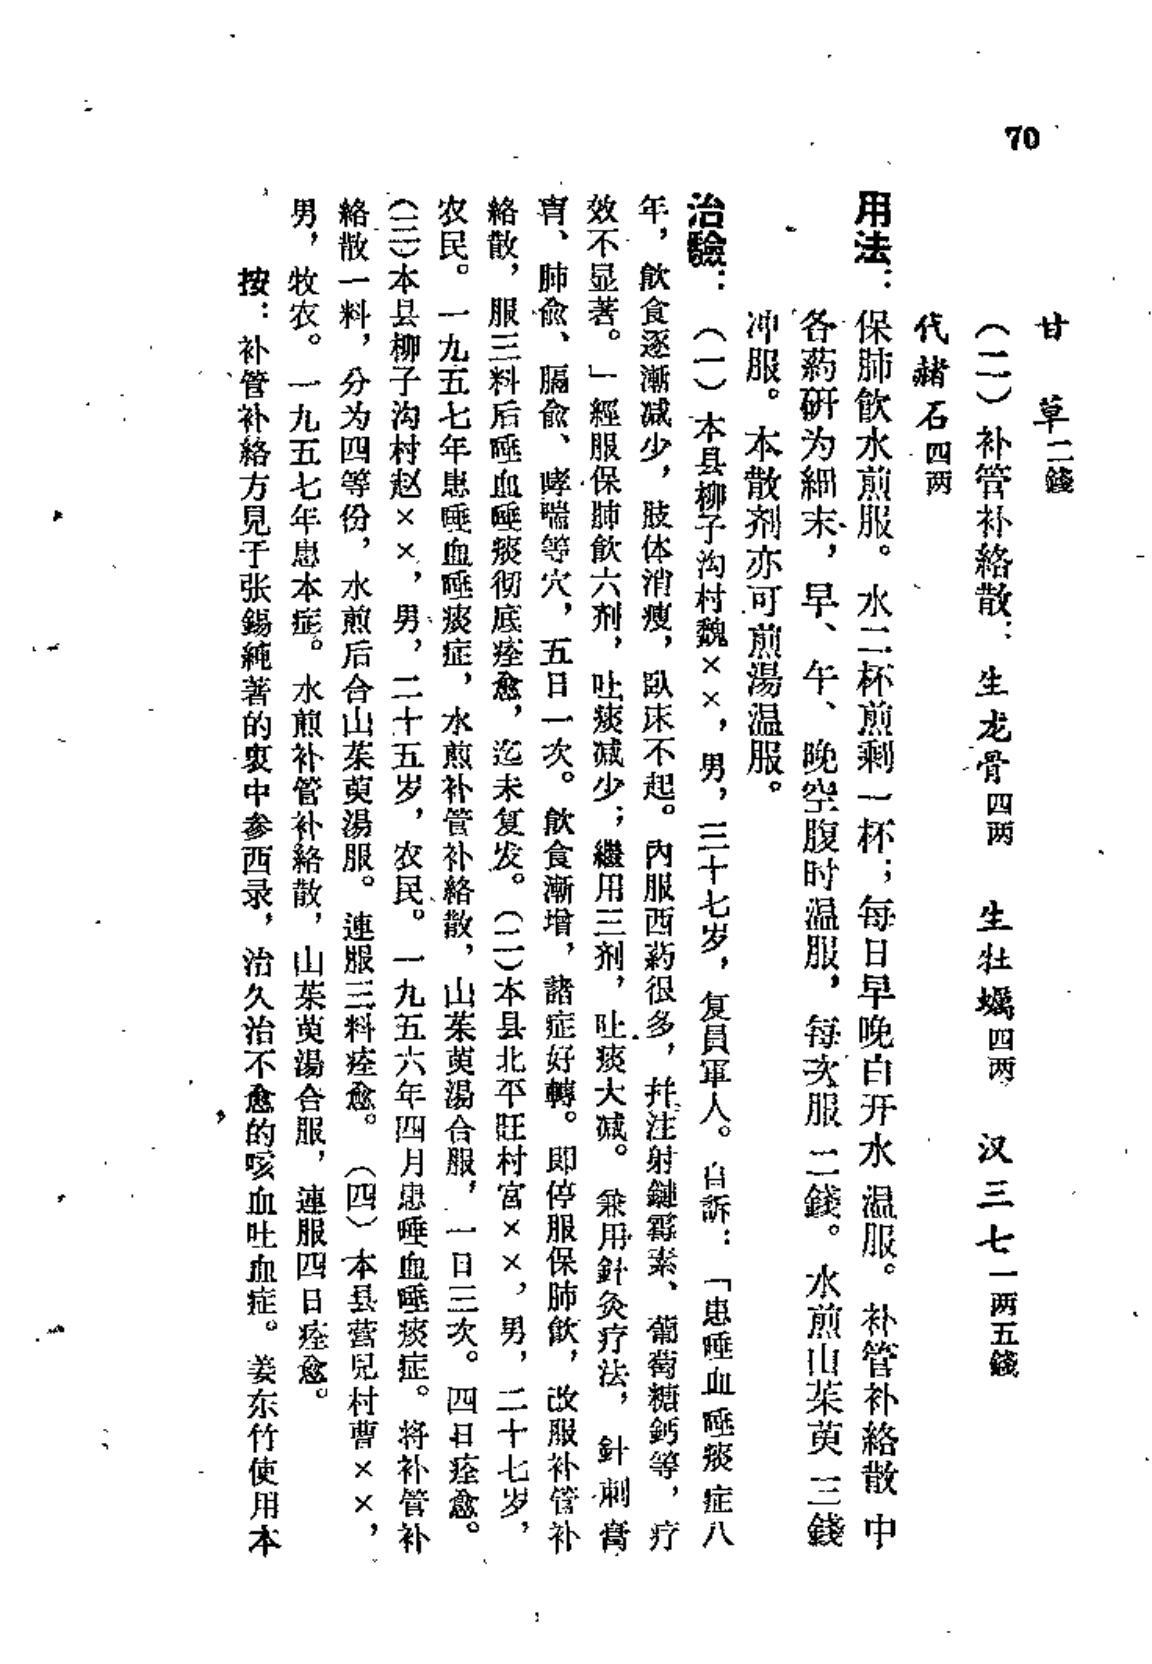 70
甘　草二錢
（二）补管补絡散：生龙骨四两　生牡蠣四两　汉三七一两五錢
代赭石四两
用法：保肺飮水煎服。水二杯煎剩一杯；每日早晚白开水温服。补管补絡散中
各葯研为細末，早、午、晚空腹时温服，每次服二錢。水煎山茱萸三錢
冲服。本散剂亦可煎湯温服。
治驗：（一）本县柳子沟村魏××，男，三十七岁，复員軍人。自訴：「患唾血唾痰症八
年，飮食逐漸减少，肢体消瘦，臥床不起。內服西葯很多，幷注射鏈霉素、葡萄糖鈣等，疗
效不显著。」經服保肺飮六剂，吐痰减少；繼用三剂，吐痰大减。兼用針灸疗法，針刺膏
肓、肺兪、膈兪、哮喘等穴，五日一次。飮食漸增，諸症好轉。即停服保肺飮，改服补管补
絡散，服三料后唾血唾痰彻底痊愈，迄未复发。（二）本县北平旺村宮××，男，二十七岁，
农民。一九五七年患唾血唾痰症，水煎补管补絡散，山茱萸湯合服，一日三次。四日痊愈。
（三）本县柳子沟村赵××，男，二十五岁，农民。一九五六年四月患唾血唾痰症。将补管补
絡散一料，分为四等份，水煎后合山茱萸湯服。連服三料痊愈。（四）本县营兒村曹××，
男，牧农。一九五七年患本症。水煎补管补絡散，山茱萸湯合服，連服四日痊愈。
按：补管补絡方見于张錫純著的衷中参西录，治久治不愈的咳血吐血症。姜东竹使用本